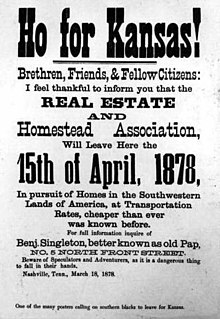 Ho for Kansas!
Brethren, Friends, & Fellow Citizens:
I feel thankful to inform you that the
REAL ESTATE
AND
Homestead Association,
Will Leave Here the
15th of April, 1878,
In pursuit of Homes in the Southwestern
Lands of America, at Transportation
Rates, cheaper than ever
was known before.
For full information inquire of
Benj. Singleton, better known as old Pap,
NO. 5 NORTH FRONT STREET.
Beware of Speculators and Adventurers, as it is a dangerous thing
to fall in their hands.
Nashville, Tenn., March 18, 1878.
One of many posters calling on southern blacks to leave for Kansas.